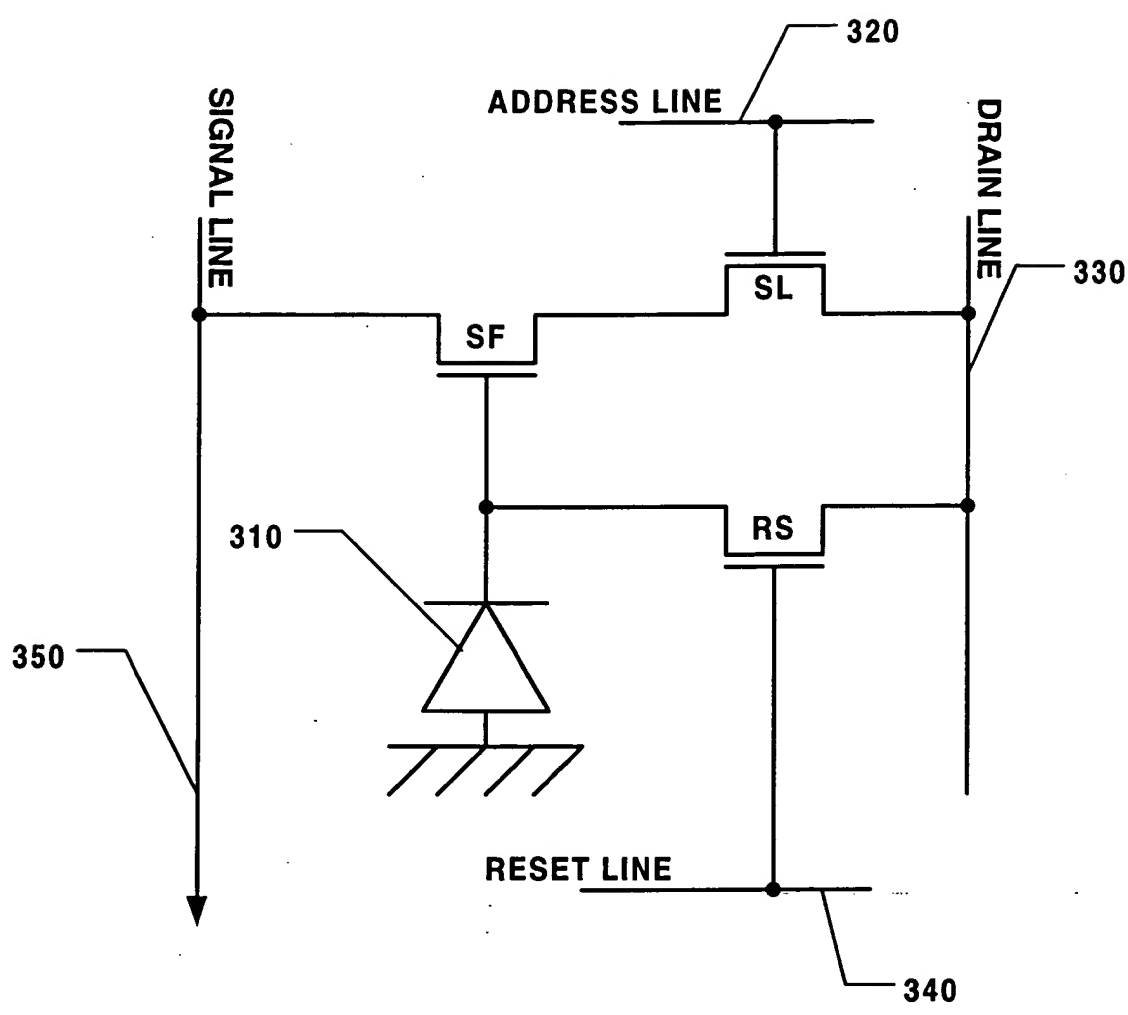 320
ADDRESS LINE
SIGNAL LINE
DRAIN LINE
330
SL
SF
RS
310
350
RESET LINE
340